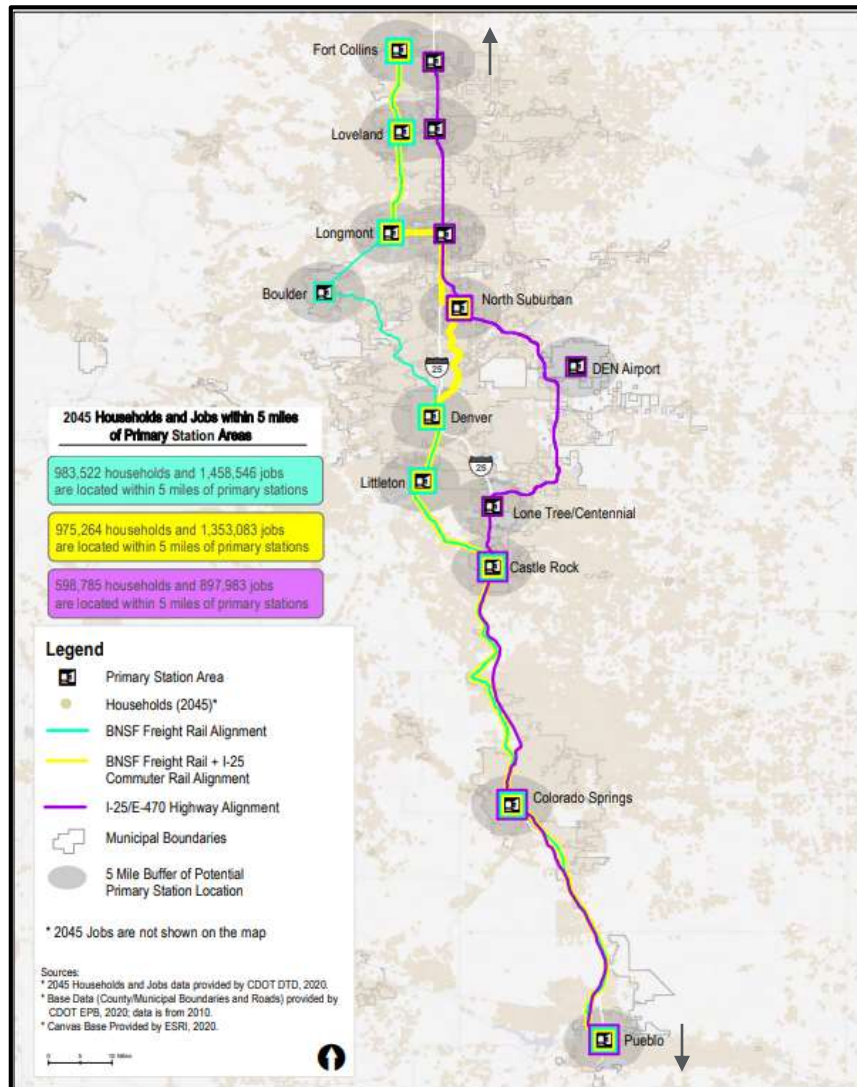 Fort Collins
Loveland
Longmont
Boulder
North Suburban
DEN Airport
25
Denver
25
Littleton
Lone Tree/Centennial
Castle Rock
Colorado Springs
Pueblo
2045 Households and Jobs within 5 miles
of Primary Station Areas
983,522 households and 1,458,546 jobs
are located within 5 miles of primary stations
975,264 households and 1,353,083 jobs
are located within 5 miles of primary stations
598,785 households and 897,983 jobs
are located within 5 miles of primary stations
Legend
Primary Station Area
Households (2045)*
BNSF Freight Rail Alignment
BNSF Freight Rail + I-25
Commuter Rail Alignment
I-25/E-470 Highway Alignment
Municipal Boundaries
5 Mile Buffer of Potential
Primary Station Location
* 2045 Jobs are not shown on the map
Sources:
* 2045 Households and Jobs data provided by CDOT DTD, 2020.
* Base Data (County/Municipal Boundaries and Roads) provided by
CDOT EPB, 2020; data is from 2010.
* Canvas Base Provided by ESRI, 2020.
0 5 10 Miles